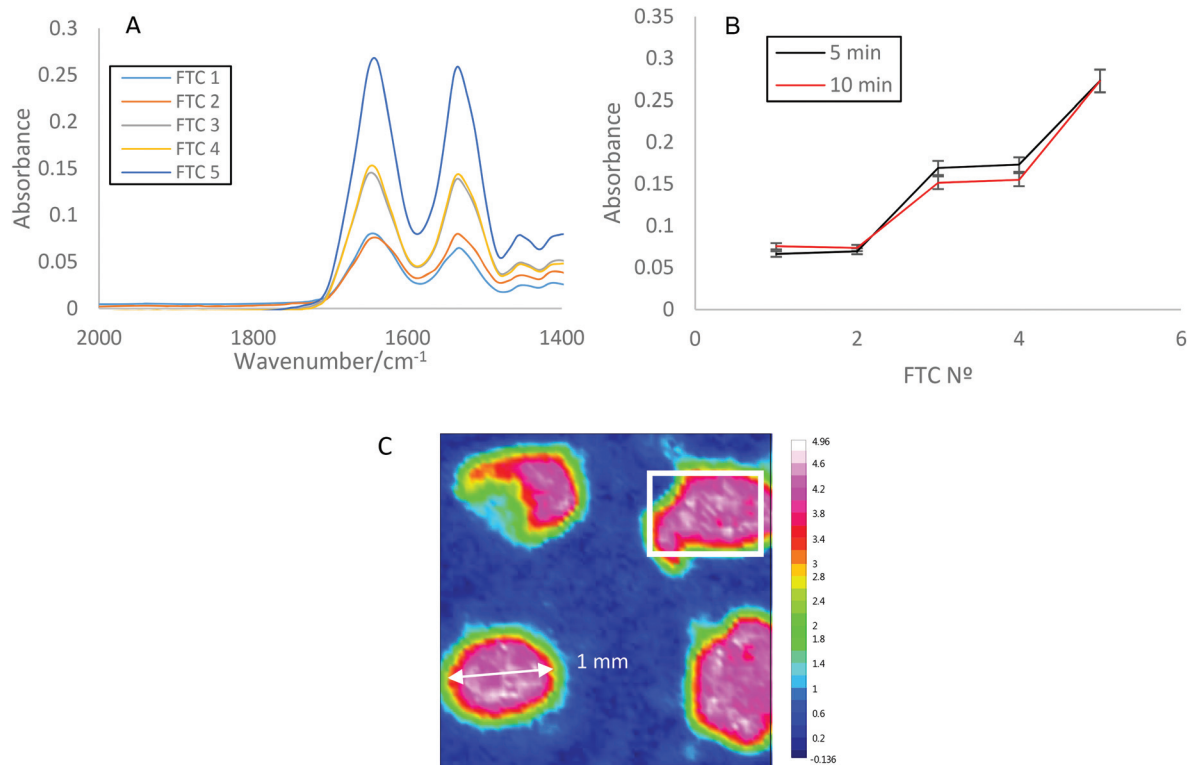 A
0.3
0.25
0.2
0.15
0.1
0.05
0
FTC 1
FTC 2
FTC 3
FTC 4
FTC 5
Absorbance
2000
1800
1600
1400
Wavenumber/cm⁻¹
B
0.35
0.3
0.25
0.2
0.15
0.1
0.05
0
5 min
10 min
Absorbance
0
2
4
6
FTC Nº
C
1 mm
4.96
4.6
4.2
3.8
3.4
3
2.8
2.4
2
1.8
1.4
1
0.6
0.2
-0.136